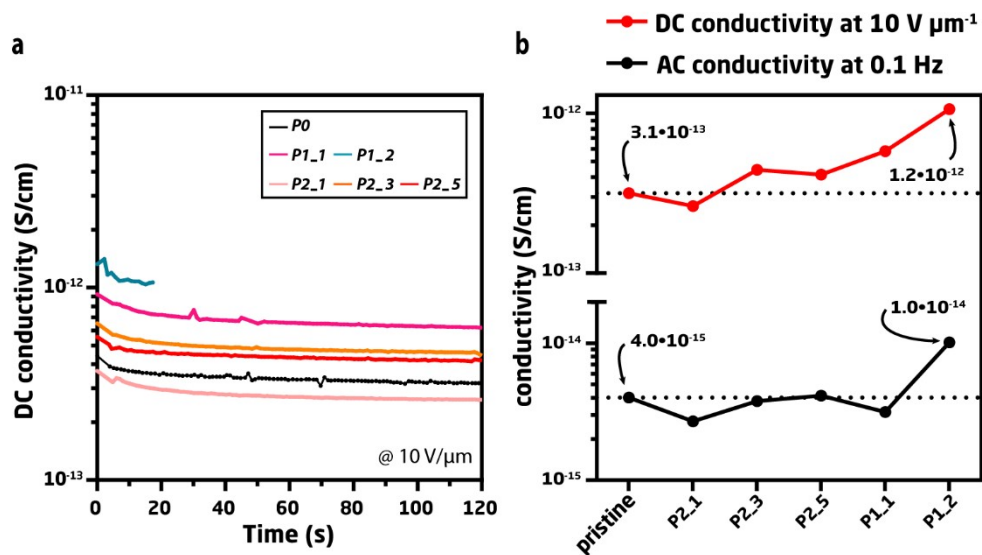 a
DC conductivity (S/cm)
10⁻¹¹
10⁻¹²
10⁻¹³
P0
P1_1 P1_2
P2_1 P2_3 P2_5
@ 10 V/µm
0 20 40 60 80 100 120
Time (s)
b
DC conductivity at 10 V µm⁻¹
AC conductivity at 0.1 Hz
conductivity (S/cm)
10⁻¹²
10⁻¹³
10⁻¹⁴
10⁻¹⁵
3.1•10⁻¹³
1.2•10⁻¹²
4.0•10⁻¹⁵
1.0•10⁻¹⁴
pristine P2_1 P2_3 P2_5 P1_1 P1_2